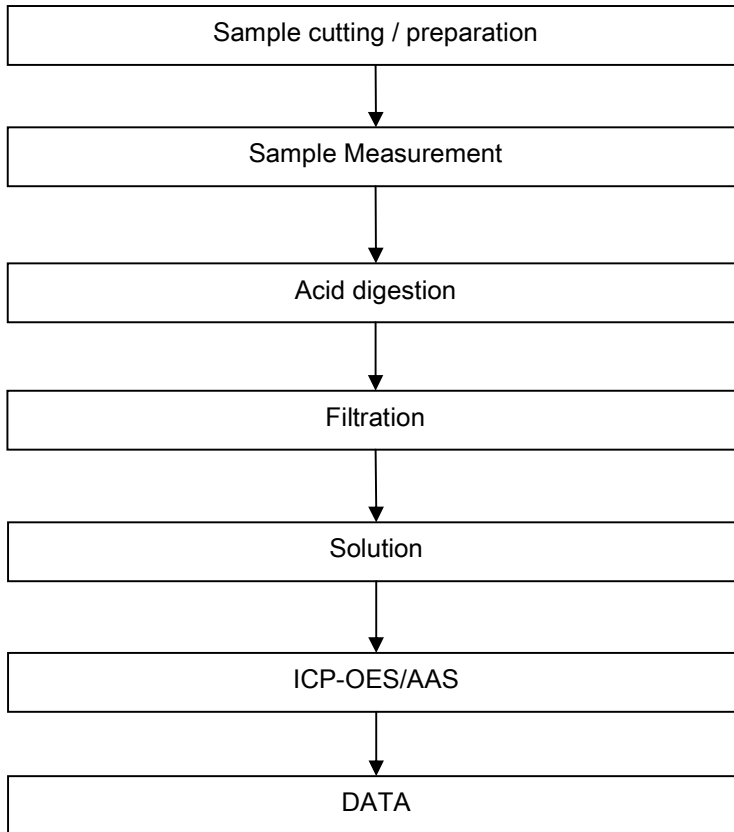 Sample cutting / preparation
Sample Measurement
Acid digestion
Filtration
Solution
ICP-OES/AAS
DATA